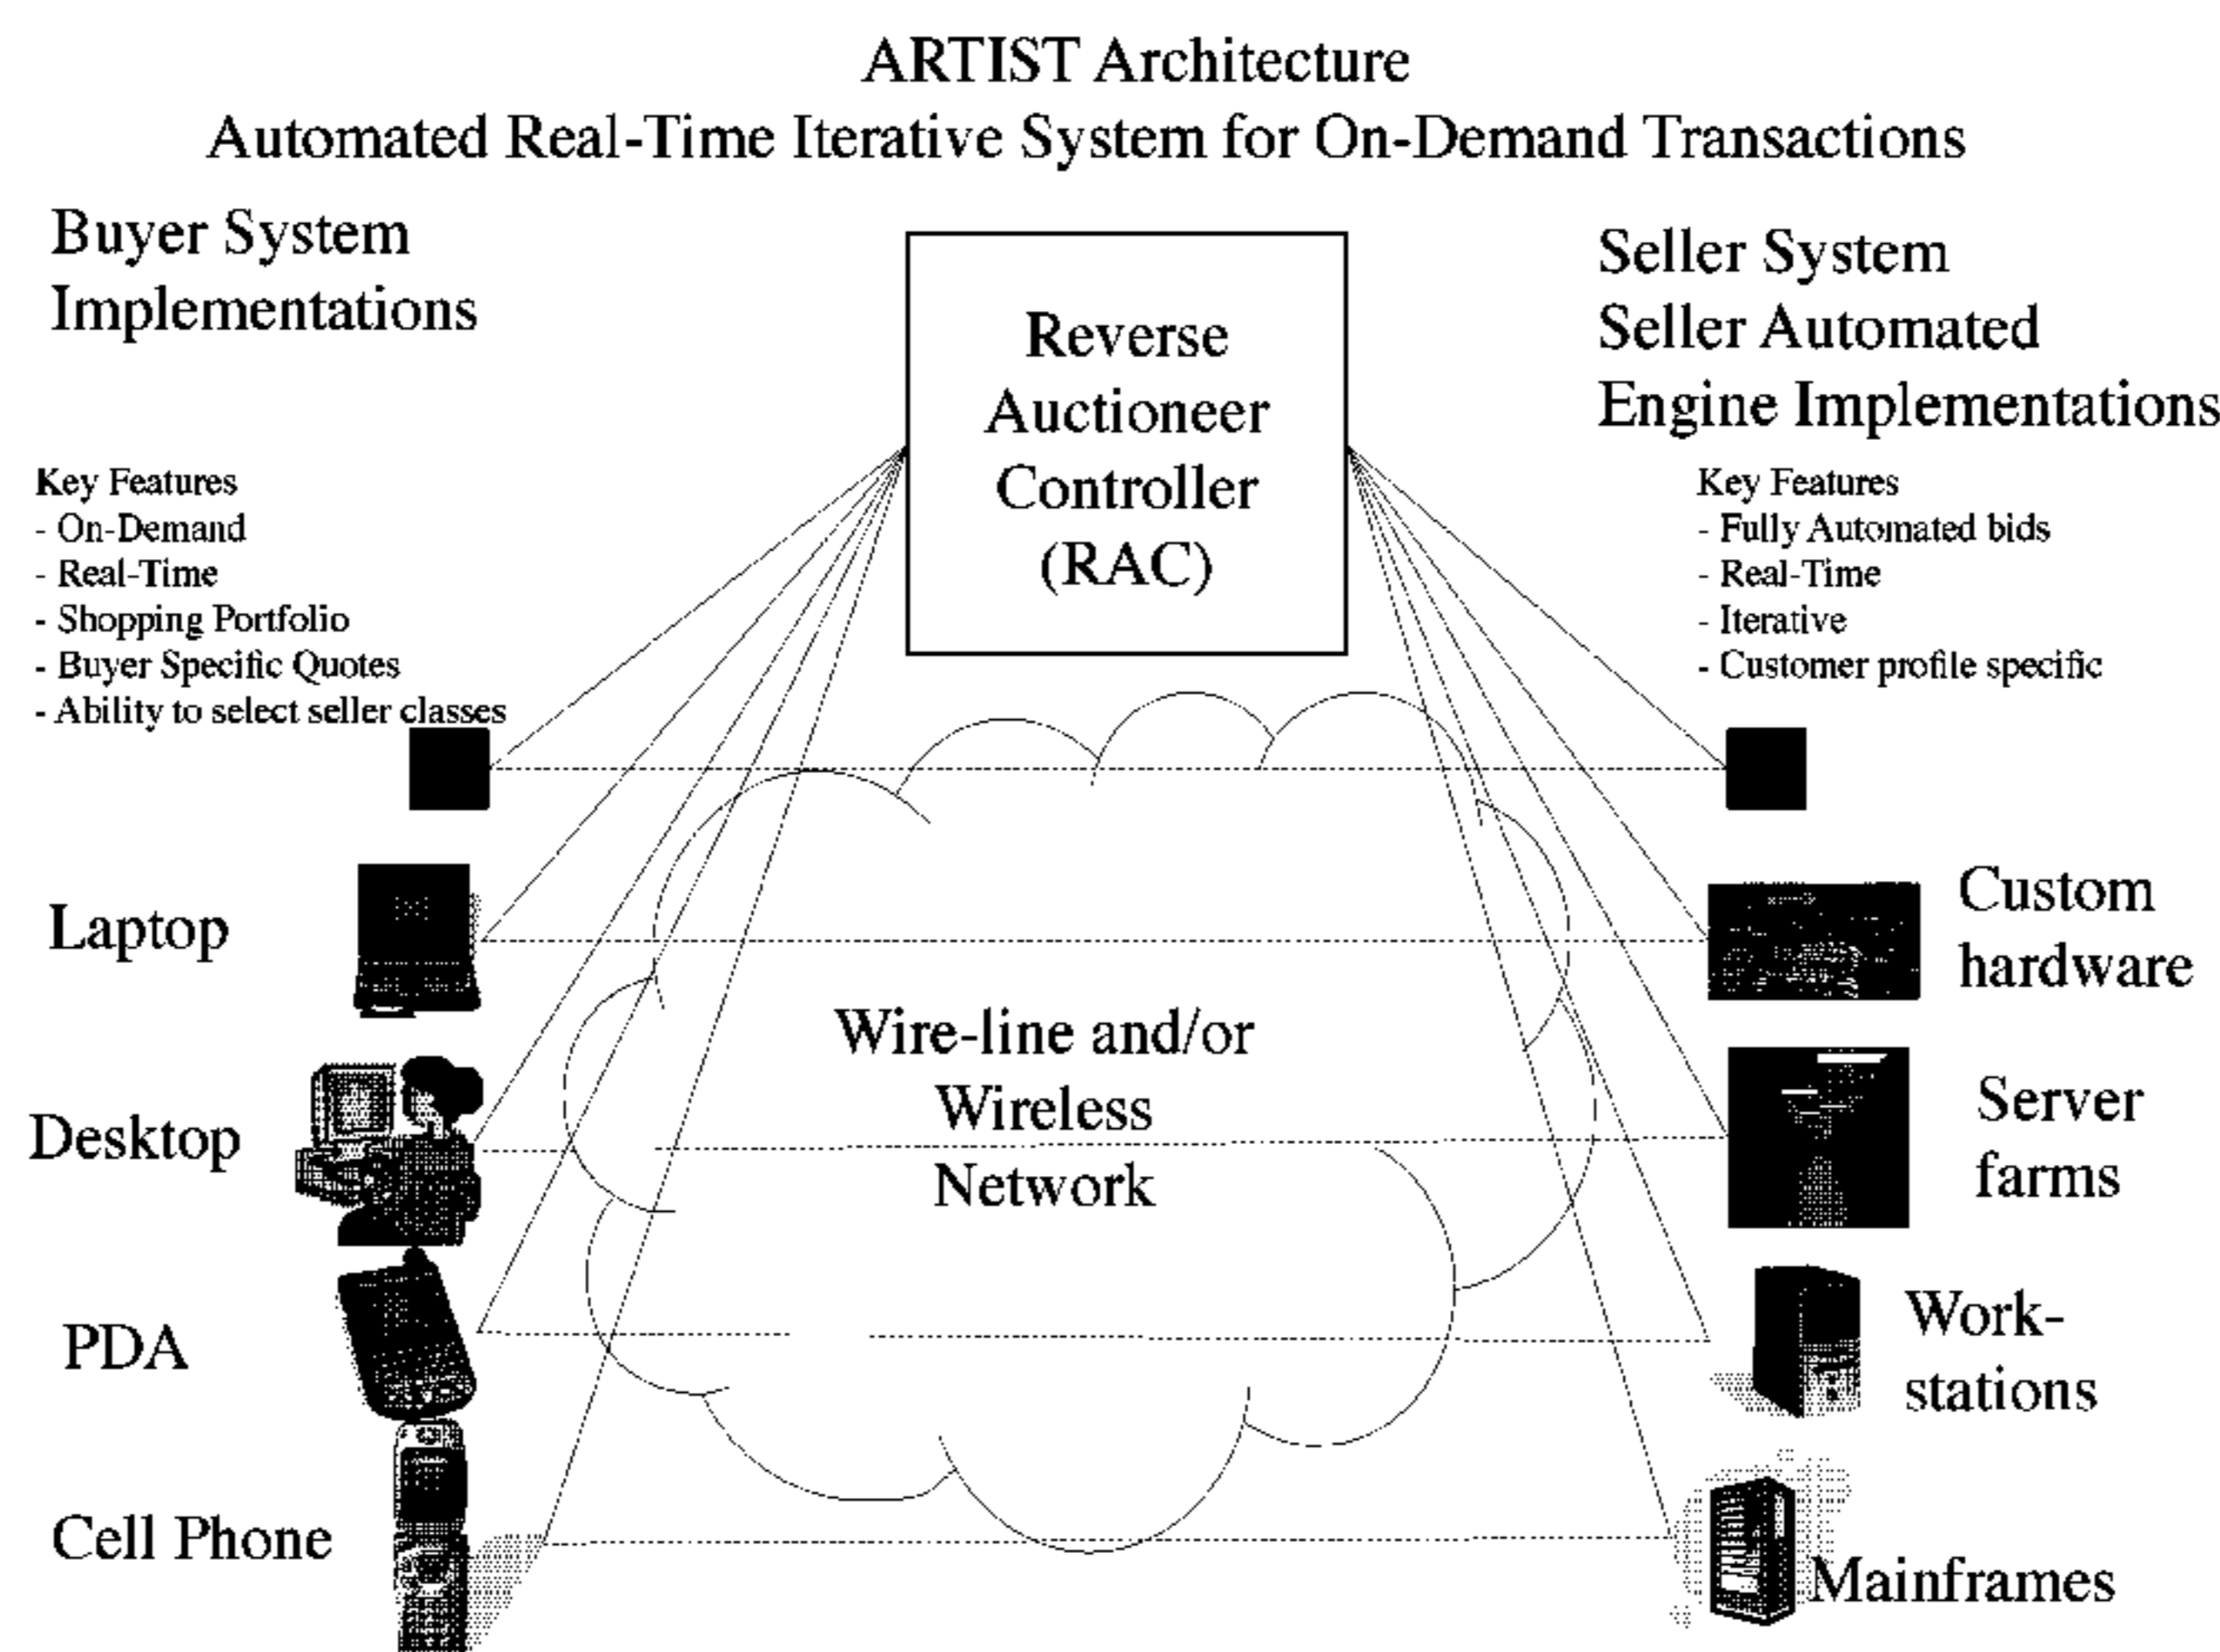 ARTIST Architecture
Automated Real-Time Iterative System for On-Demand Transactions
Buyer System
Implementations
Key Features
- On-Demand
- Real-Time
- Shopping Portfolio
- Buyer Specific Quotes
- Ability to select seller classes
Laptop
Desktop
PDA
Cell Phone
Reverse
Auctioneer
Controller
(RAC)
Wire-line and/or
Wireless
Network
Seller System
Seller Automated
Engine Implementations
Key Features
- Fully Automated bids
- Real-Time
- Iterative
- Customer profile specific
Custom
hardware
Server
farms
Work-
stations
Mainframes